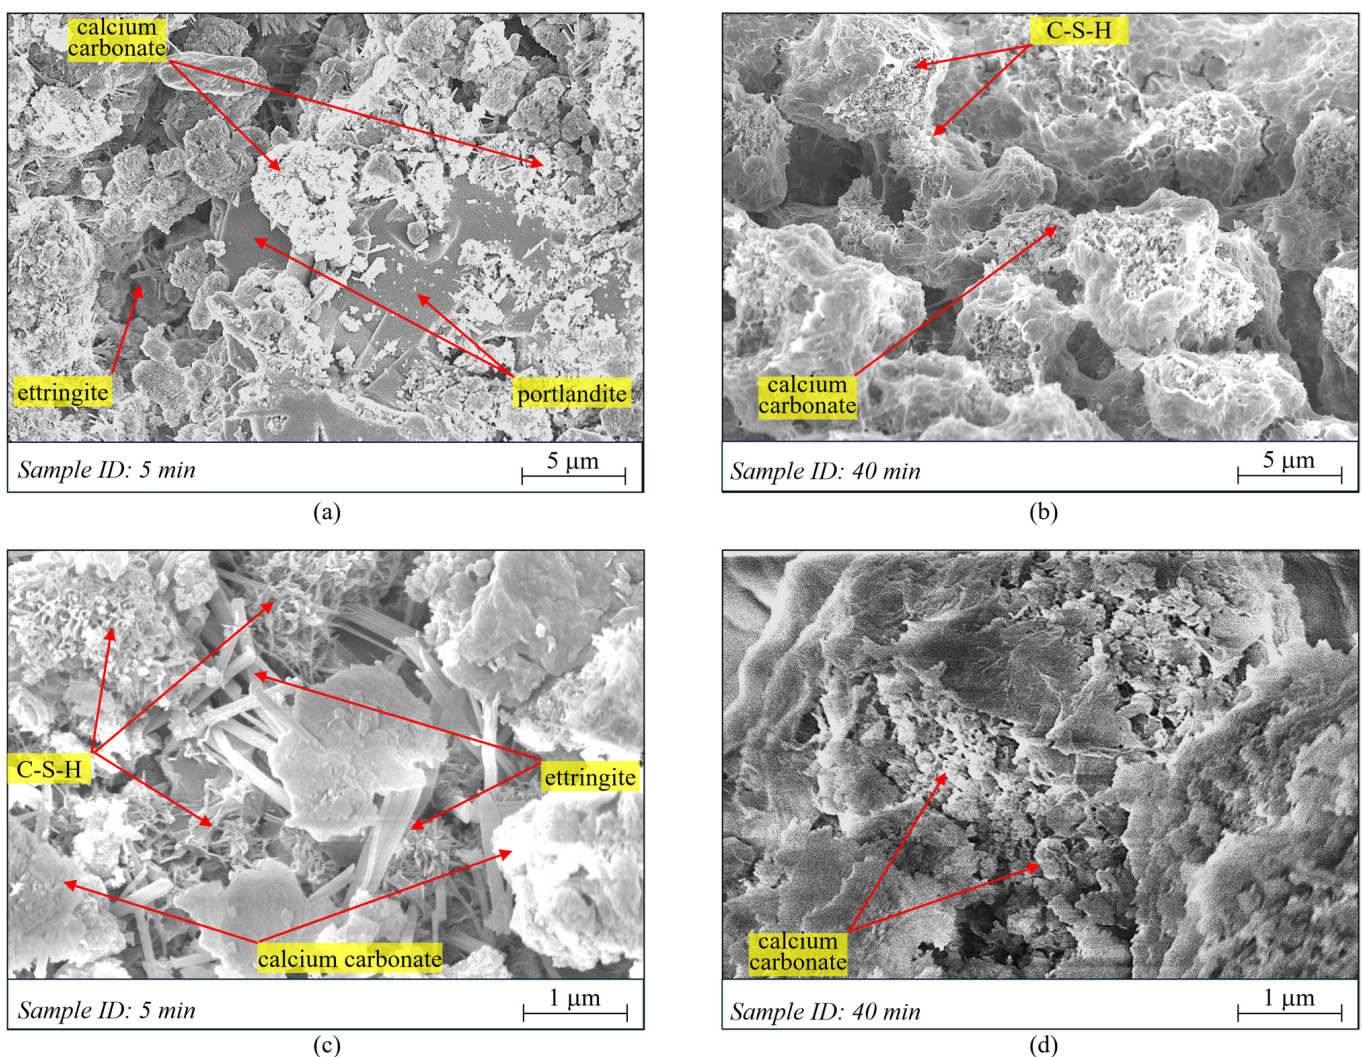 calcium
carbonate
ettringite
portlandite
Sample ID: 5 min
5 μm
(a)
C-S-H
calcium
carbonate
Sample ID: 40 min
5 μm
(b)
C-S-H
ettringite
calcium carbonate
Sample ID: 5 min
1 μm
(c)
calcium
carbonate
Sample ID: 40 min
1 μm
(d)